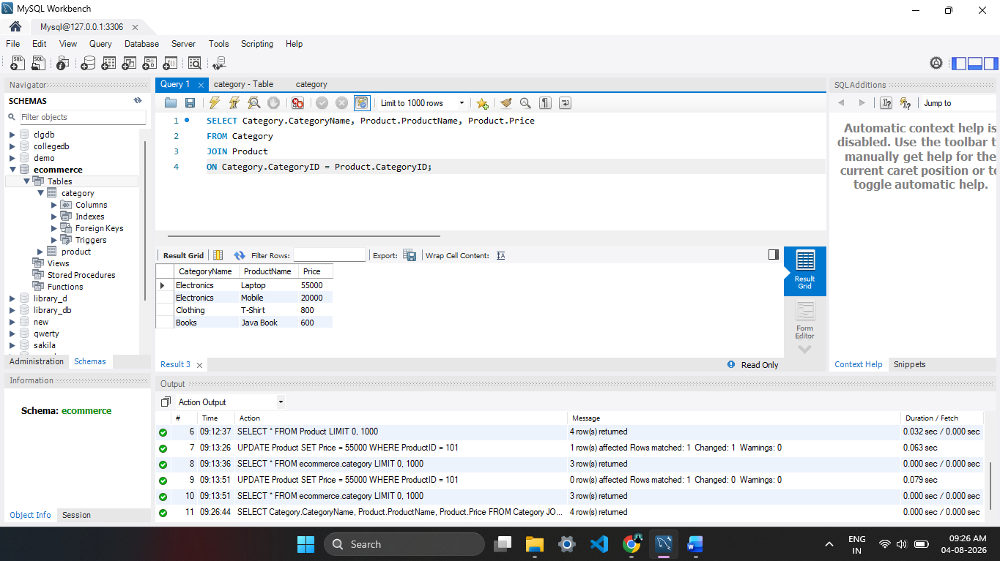 MySQL Workbench
Mysql@127.0.0.1:3306
File Edit View Query Database Server Tools Scripting Help
Navigator
SCHEMAS
Filter objects
clgdb
collegedb
demo
ecommerce
Tables
category
Columns
Indexes
Foreign Keys
Triggers
product
Views
Stored Procedures
Functions
library_d
library_db
new
qwerty
sakila
Administration Schemas
Information
Schema: ecommerce
Object Info Session
Query 1 category - Table category
Limit to 1000 rows
1 SELECT Category.CategoryName, Product.ProductName, Product.Price
2 FROM Category
3 JOIN Product
4 ON Category.CategoryID = Product.CategoryID;
Result Grid Filter Rows: Export: Wrap Cell Content:
CategoryName ProductName Price
Electronics Laptop 55000
Electronics Mobile 20000
Clothing T-Shirt 800
Books Java Book 600
Result Grid
Form Editor
Result 3 Read Only
SQLAdditions
Jump to
Automatic context help is
disabled. Use the toolbar t
manually get help for the
current caret position or to
toggle automatic help.
Context Help Snippets
Output
Action Output
# Time Action Message Duration / Fetch
6 09:12:37 SELECT * FROM Product LIMIT 0, 1000 4 row(s) returned 0.032 sec / 0.000 sec
7 09:13:26 UPDATE Product SET Price = 55000 WHERE ProductID = 101 1 row(s) affected Rows matched: 1 Changed: 1 Warnings: 0 0.063 sec
8 09:13:36 SELECT * FROM ecommerce.category LIMIT 0, 1000 3 row(s) returned 0.000 sec / 0.000 sec
9 09:13:51 UPDATE Product SET Price = 55000 WHERE ProductID = 101 0 row(s) affected Rows matched: 1 Changed: 0 Warnings: 0 0.079 sec
10 09:13:51 SELECT * FROM ecommerce.category LIMIT 0, 1000 3 row(s) returned 0.000 sec / 0.000 sec
11 09:26:44 SELECT Category.CategoryName, Product.ProductName, Product.Price FROM Category JO... 4 row(s) returned 0.000 sec / 0.000 sec
Search
ENG
IN
09:26 AM
04-08-2026